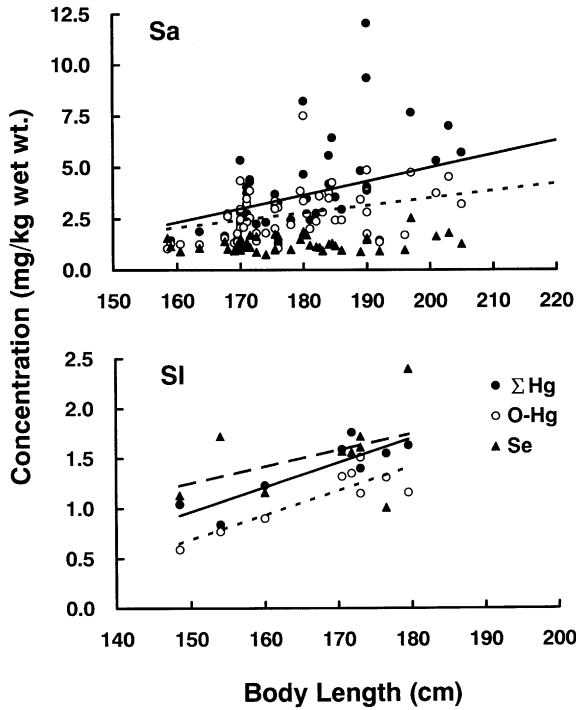 Concentration (mg/kg wet wt.)
Sa
12.5
10.0
7.5
5.0
2.5
0.0
150 160 170 180 190 200 210 220
Sl
2.5
2.0
1.5
1.0
0.5
0.0
140 150 160 170 180 190 200
Σ Hg
O-Hg
Se
Body Length (cm)